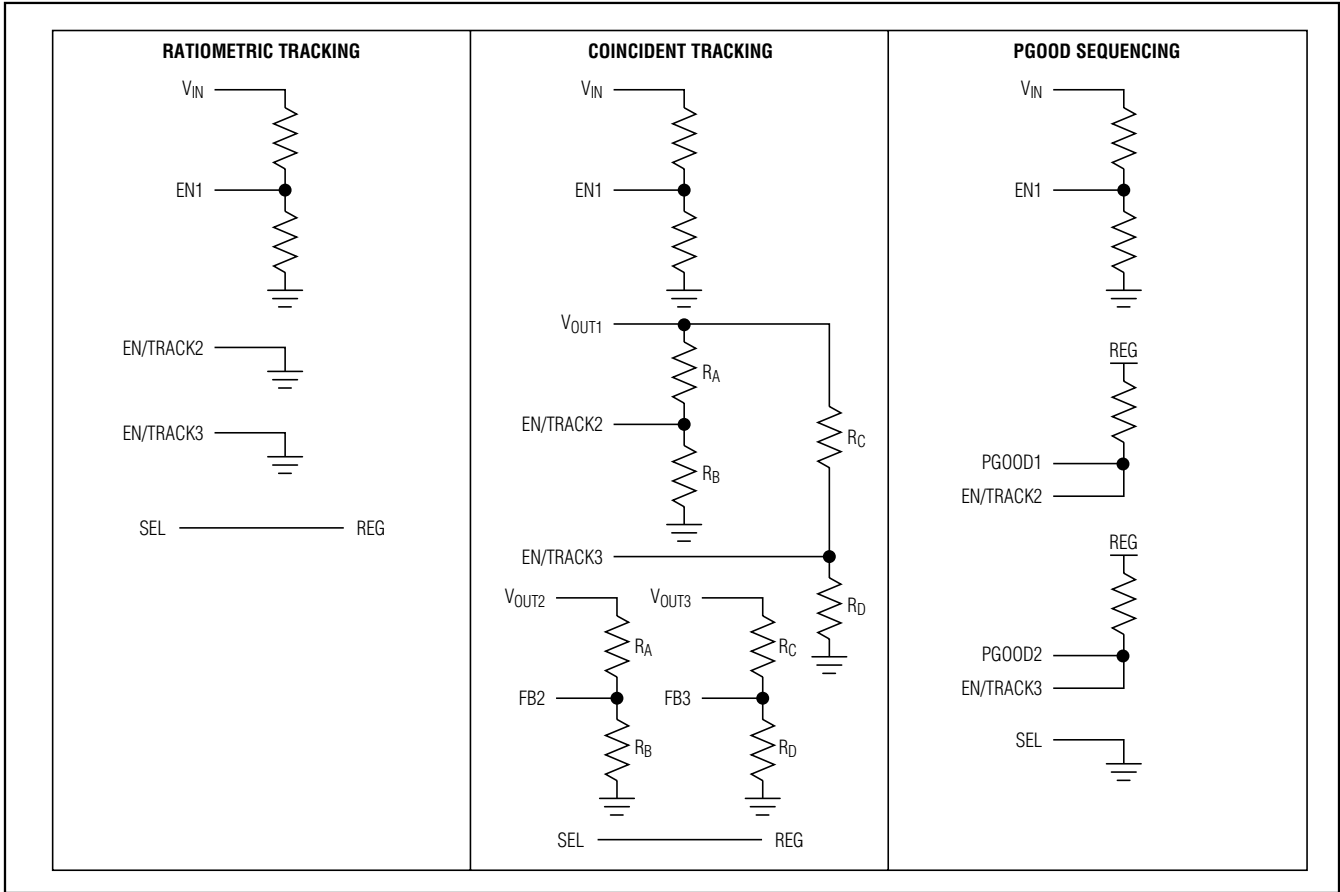 RATIOMETRIC TRACKING
VIN
EN1
EN/TRACK2
EN/TRACK3
SEL REG
COINCIDENT TRACKING
VIN
EN1
VOUT1
RA
EN/TRACK2
RC
RB
EN/TRACK3
RD
VOUT2 VOUT3
RA RC
FB2 FB3
RB RD
SEL REG
PGOOD SEQUENCING
VIN
EN1
REG
PGOOD1
EN/TRACK2
REG
PGOOD2
EN/TRACK3
SEL